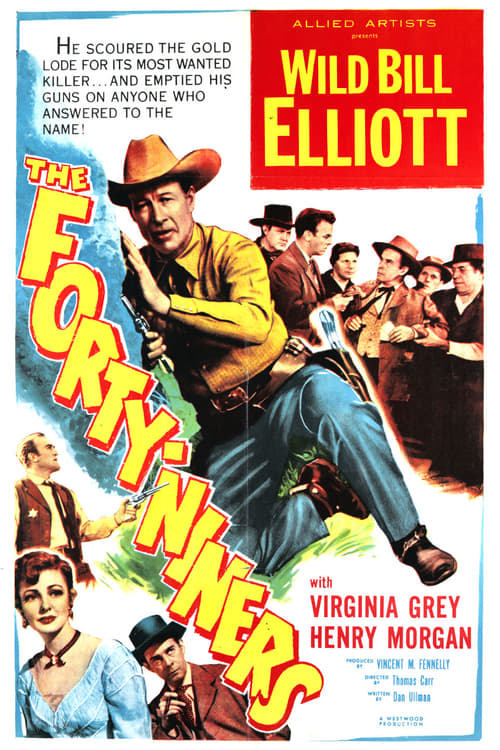 HE SCOURED THE GOLD
LODE FOR ITS MOST WANTED
KILLER...AND EMPTIED HIS
GUNS ON ANYONE WHO
ANSWERED TO THE
NAME!
ALLIED ARTISTS
presents
WILD BILL
ELLIOTT
THE
FORTY-NINERS
with
VIRGINIA GREY
HENRY MORGAN
PRODUCED BY VINCENT M. FENNELLY
DIRECTED BY Thomas Carr
WRITTEN BY Dan Ullman
A WESTWOOD
PRODUCTION